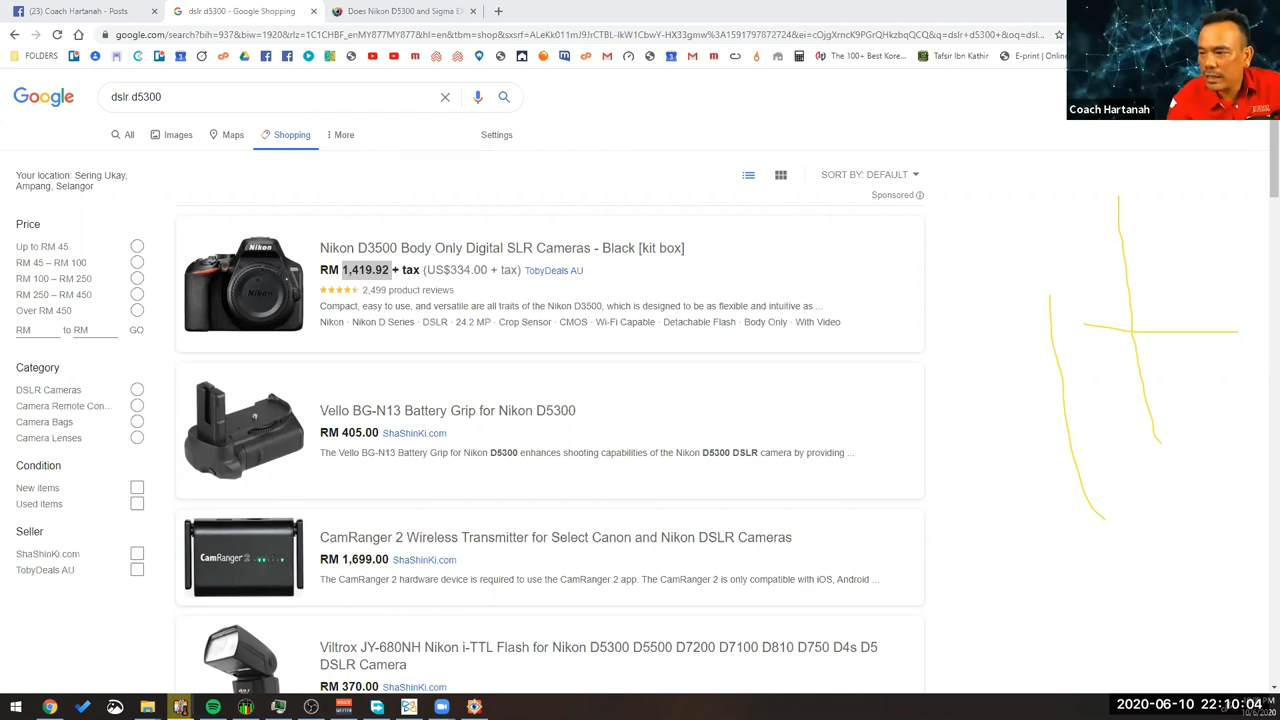 (23) Coach Hartanah - Posts
dslr d5300 - Google Shopping
Does Nikon D5300 and Sigma E
google.com/search?bih=937&biw=1920&rlz=1C1CHBF_enMY877MY877&hl=en&tbm=shop&sxsrf=
FOLDERS
The 100+ Best Kore...
Tafsir Ibn Kathir
E-print | Online
Coach Hartanah
Google
dslr d5300
All
Images
Maps
Shopping
More
Settings
Your location: Sering Ukay,
Ampang, Selangor
SORT BY: DEFAULT
Sponsored
Price
Up to RM 45
RM 45 – RM 100
RM 100 – RM 250
RM 250 – RM 450
Over RM 450
RM to RM GO
Category
DSLR Cameras
Camera Remote Con...
Camera Bags
Camera Lenses
Condition
New items
Used items
Seller
ShaShinKi.com
TobyDeals AU
Nikon
Nikon
Nikon D3500 Body Only Digital SLR Cameras - Black [kit box]
RM 1,419.92 + tax (US$334.00 + tax) TobyDeals AU
2,499 product reviews
Compact, easy to use, and versatile are all traits of the Nikon D3500, which is designed to be as flexible and intuitive as ...
Nikon · Nikon D Series · DSLR · 24.2 MP · Crop Sensor · CMOS · Wi-Fi Capable · Detachable Flash · Body Only · With Video
Vello BG-N13 Battery Grip for Nikon D5300
RM 405.00 ShaShinKi.com
The Vello BG-N13 Battery Grip for Nikon D5300 enhances shooting capabilities of the Nikon D5300 DSLR camera by providing ...
CamRanger 2
CamRanger 2 Wireless Transmitter for Select Canon and Nikon DSLR Cameras
RM 1,699.00 ShaShinKi.com
The CamRanger 2 hardware device is required to use the CamRanger 2 app. The CamRanger 2 is only compatible with iOS, Android ...
Viltrox JY-680NH Nikon i-TTL Flash for Nikon D5300 D5500 D7200 D7100 D810 D750 D4s D5
DSLR Camera
RM 370.00 ShaShinKi.com
2020-06-10 22:10:04